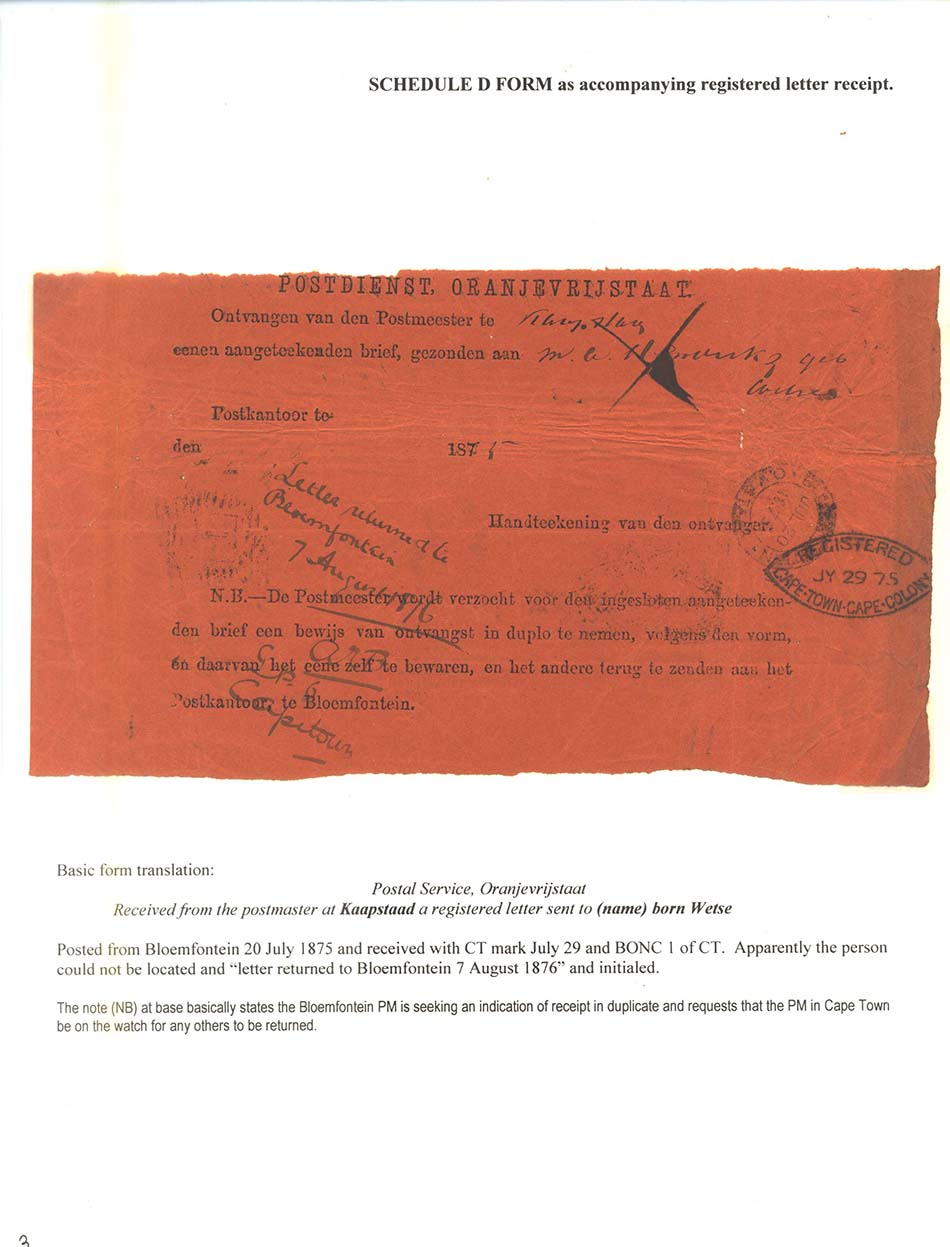 SCHEDULE D FORM as accompanying registered letter receipt.
POSTDIENST, ORANJEVRIJSTAAT.
Ontvangen van den Postmeester te Kaapstad
eenen aangeteekenden brief, gezonden aan M. geb
Postkantoor te
den 1875
Letter returned to
Bloemfontein
7 August 1876
Handteekening van den ontvanger.
REGISTERED
JY 29 75
CAPE-TOWN-CAPE-COLONY
N.B.—De Postmeester wordt verzocht voor den ingesloten aangeteeken-
den brief een bewijs van ontvangst in duplo te nemen, volgens den vorm,
én daarvan het eene zelf te bewaren, en het andere terug te zenden aan het
Postkantoor, te Bloemfontein.
Capetown
Basic form translation:
Postal Service, Oranjevrijstaat
Received from the postmaster at Kaapstaad a registered letter sent to (name) born Wetse
Posted from Bloemfontein 20 July 1875 and received with CT mark July 29 and BONC 1 of CT. Apparently the person
could not be located and “letter returned to Bloemfontein 7 August 1876” and initialed.
The note (NB) at base basically states the Bloemfontein PM is seeking an indication of receipt in duplicate and requests that the PM in Cape Town
be on the watch for any others to be returned.
3